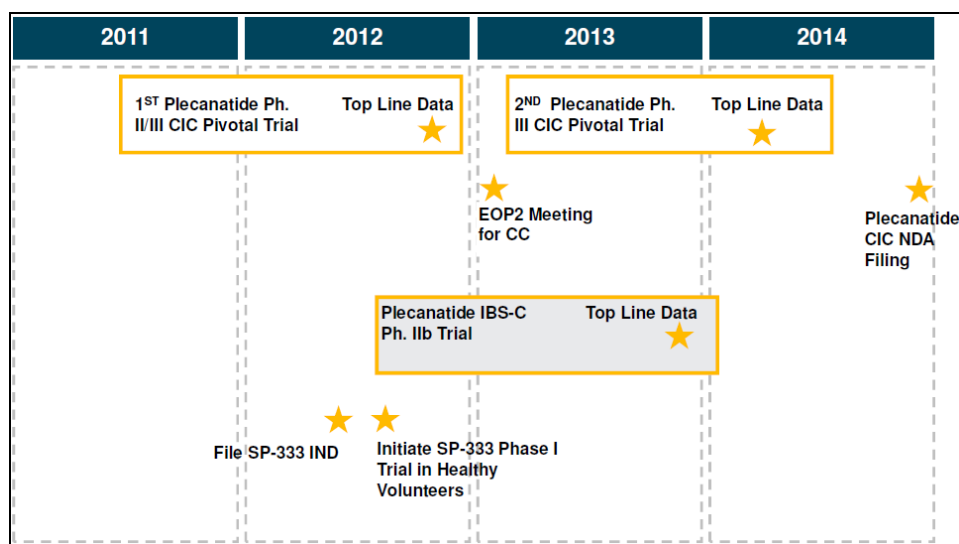 2011
2012
2013
2014
1ST Plecanatide Ph.
II/III CIC Pivotal Trial
Top Line Data
2ND Plecanatide Ph.
III CIC Pivotal Trial
Top Line Data
EOP2 Meeting
for CC
Plecanatide
CIC NDA
Filing
Plecanatide IBS-C
Ph. IIb Trial
Top Line Data
File SP-333 IND
Initiate SP-333 Phase I
Trial in Healthy
Volunteers